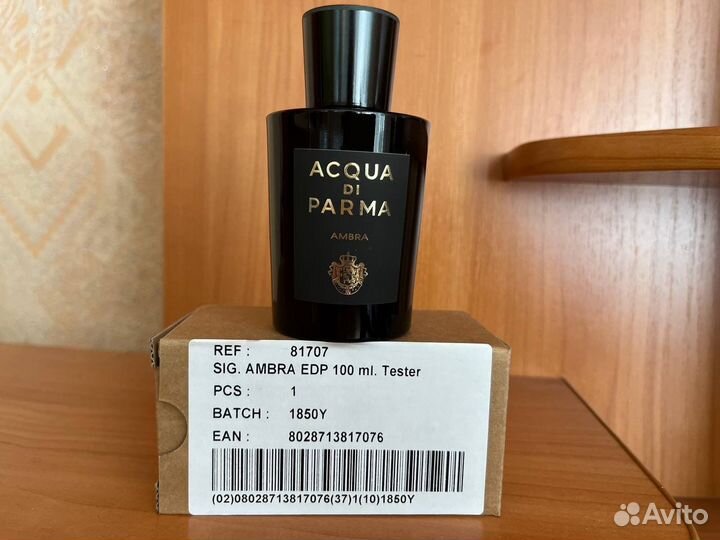 ACQUA
DI
PARMA
AMBRA
REF : 81707
SIG. AMBRA EDP 100 ml. Tester
PCS : 1
BATCH : 1850Y
EAN : 8028713817076
(02)08028713817076(37)1(10)1850Y
Avito